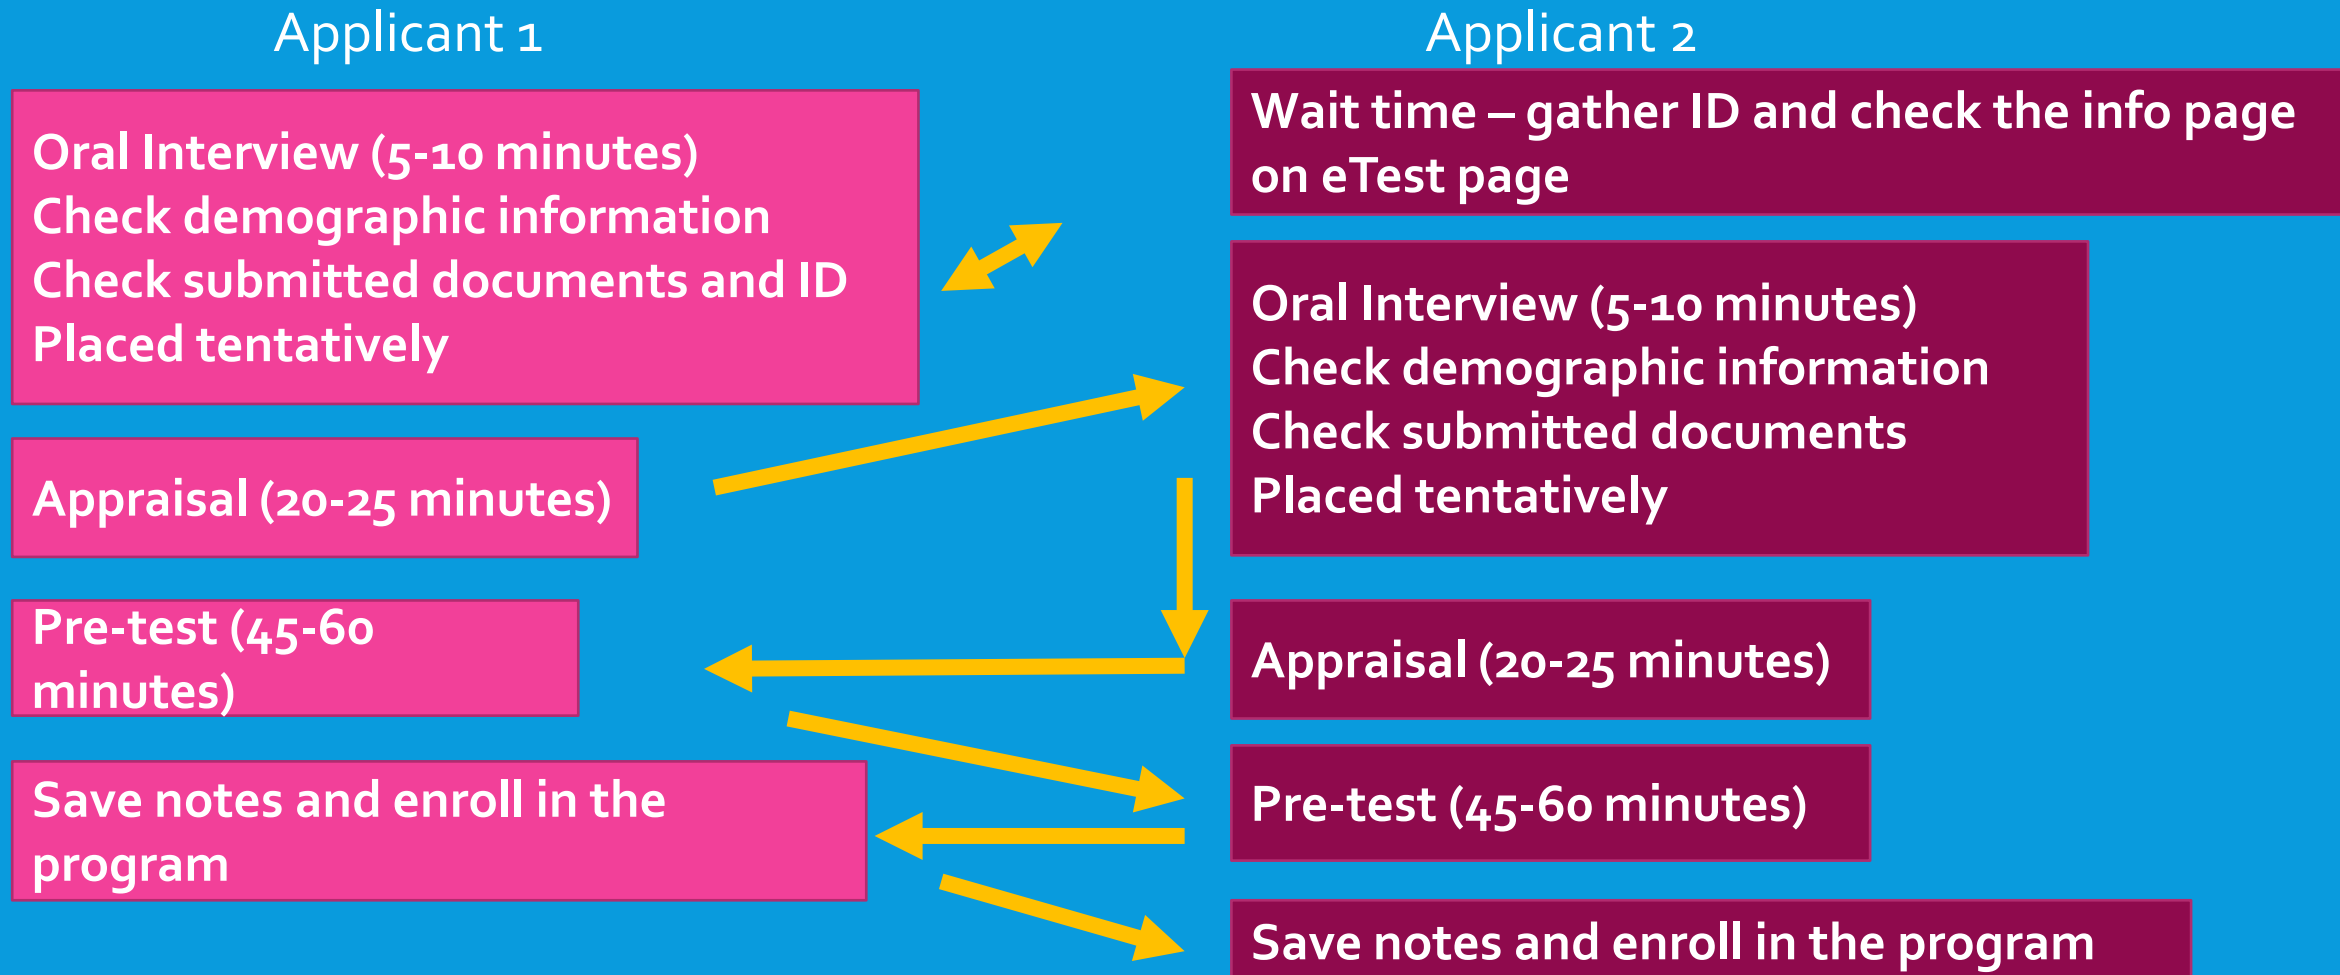 Applicant 1
Oral Interview (5-10 minutes)
Check demographic information
Check submitted documents and ID
Placed tentatively
Appraisal (20-25 minutes)
Pre-test (45-60
minutes)
Save notes and enroll in the
program
Applicant 2
Wait time – gather ID and check the info page
on eTest page
Oral Interview (5-10 minutes)
Check demographic information
Check submitted documents
Placed tentatively
Appraisal (20-25 minutes)
Pre-test (45-60 minutes)
Save notes and enroll in the program